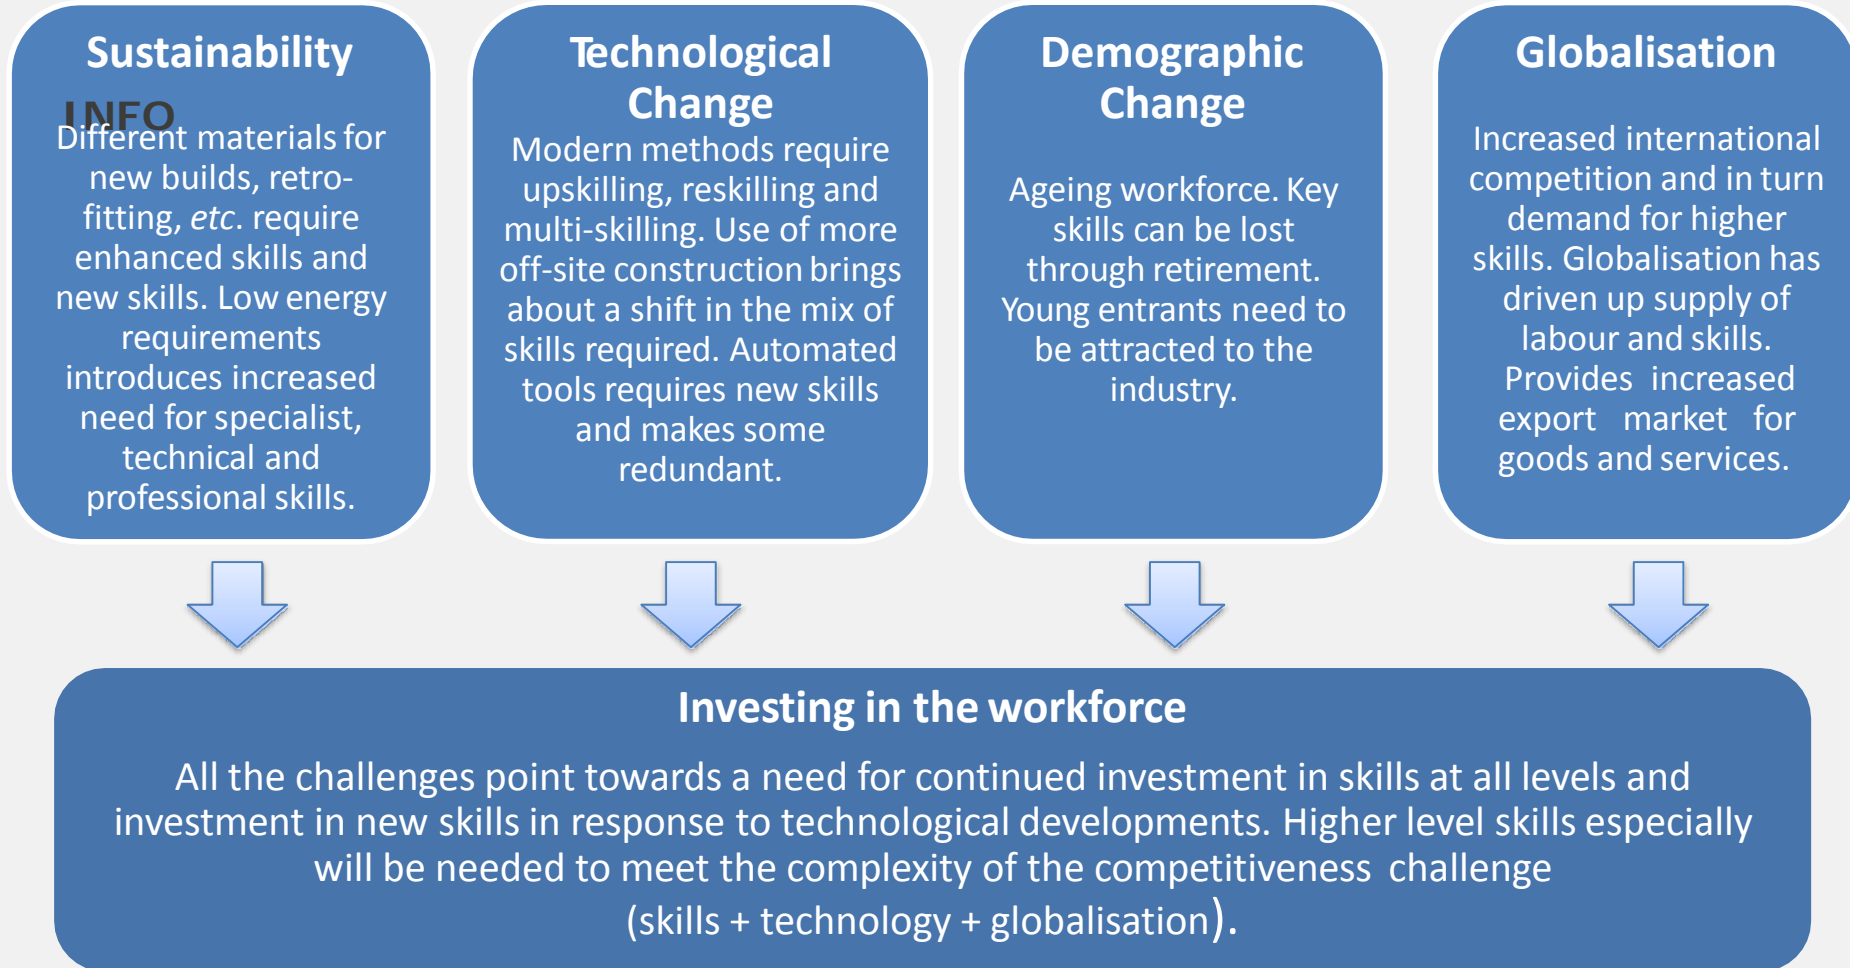 Sustainability
INFO
Different materials for
new builds, retro-
fitting, etc. require
enhanced skills and
new skills. Low energy
requirements
introduces increased
need for specialist,
technical and
professional skills.
Technological
Change
Modern methods require
upskilling, reskilling and
multi-skilling. Use of more
off-site construction brings
about a shift in the mix of
skills required. Automated
tools requires new skills
and makes some
redundant.
Demographic
Change
Ageing workforce. Key
skills can be lost
through retirement.
Young entrants need to
be attracted to the
industry.
Globalisation
Increased international
competition and in turn
demand for higher
skills. Globalisation has
driven up supply of
labour and skills.
Provides increased
export market for
goods and services.
Investing in the workforce
All the challenges point towards a need for continued investment in skills at all levels and
investment in new skills in response to technological developments. Higher level skills especially
will be needed to meet the complexity of the competitiveness challenge
(skills + technology + globalisation).